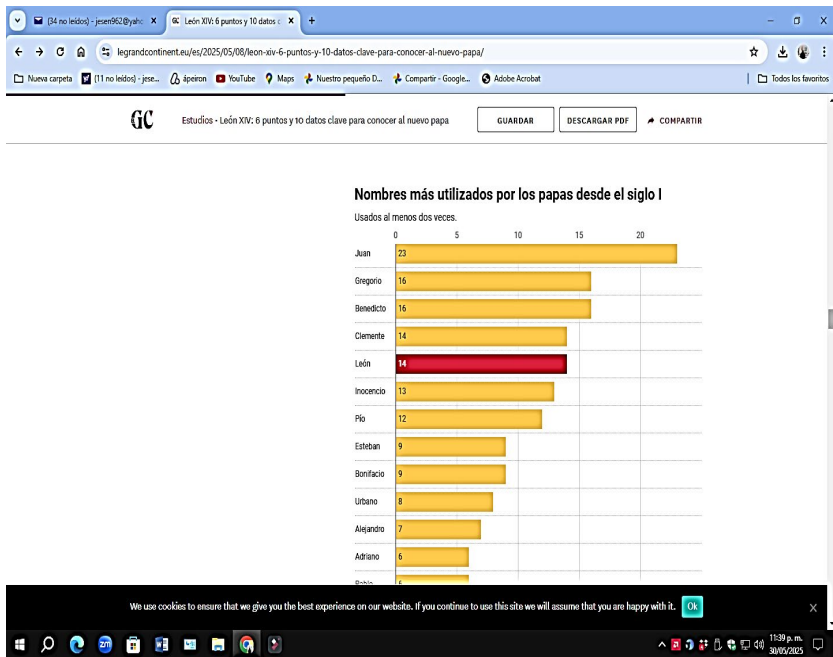 (34 no leídos) - jesen962@yaho
León XIV: 6 puntos y 10 datos c
legrandcontinent.eu/es/2025/05/08/leon-xiv-6-puntos-y-10-datos-clave-para-conocer-al-nuevo-papa/
Nueva carpeta (11 no leídos) - jese... ápeiron YouTube Maps Nuestro pequeño D... Compartir - Google... Adobe Acrobat Todos los favoritos
GC Estudios - León XIV: 6 puntos y 10 datos clave para conocer al nuevo papa GUARDAR DESCARGAR PDF COMPARTIR
Nombres más utilizados por los papas desde el siglo I
Usados al menos dos veces.
0 5 10 15 20
Juan 23
Gregorio 16
Benedicto 16
Clemente 14
León 14
Inocencio 13
Pío 12
Esteban 9
Bonifacio 9
Urbano 8
Alejandro 7
Adriano 6
We use cookies to ensure that we give you the best experience on our website. If you continue to use this site we will assume that you are happy with it. Ok X
zm 11:39 p. m.
30/05/2025